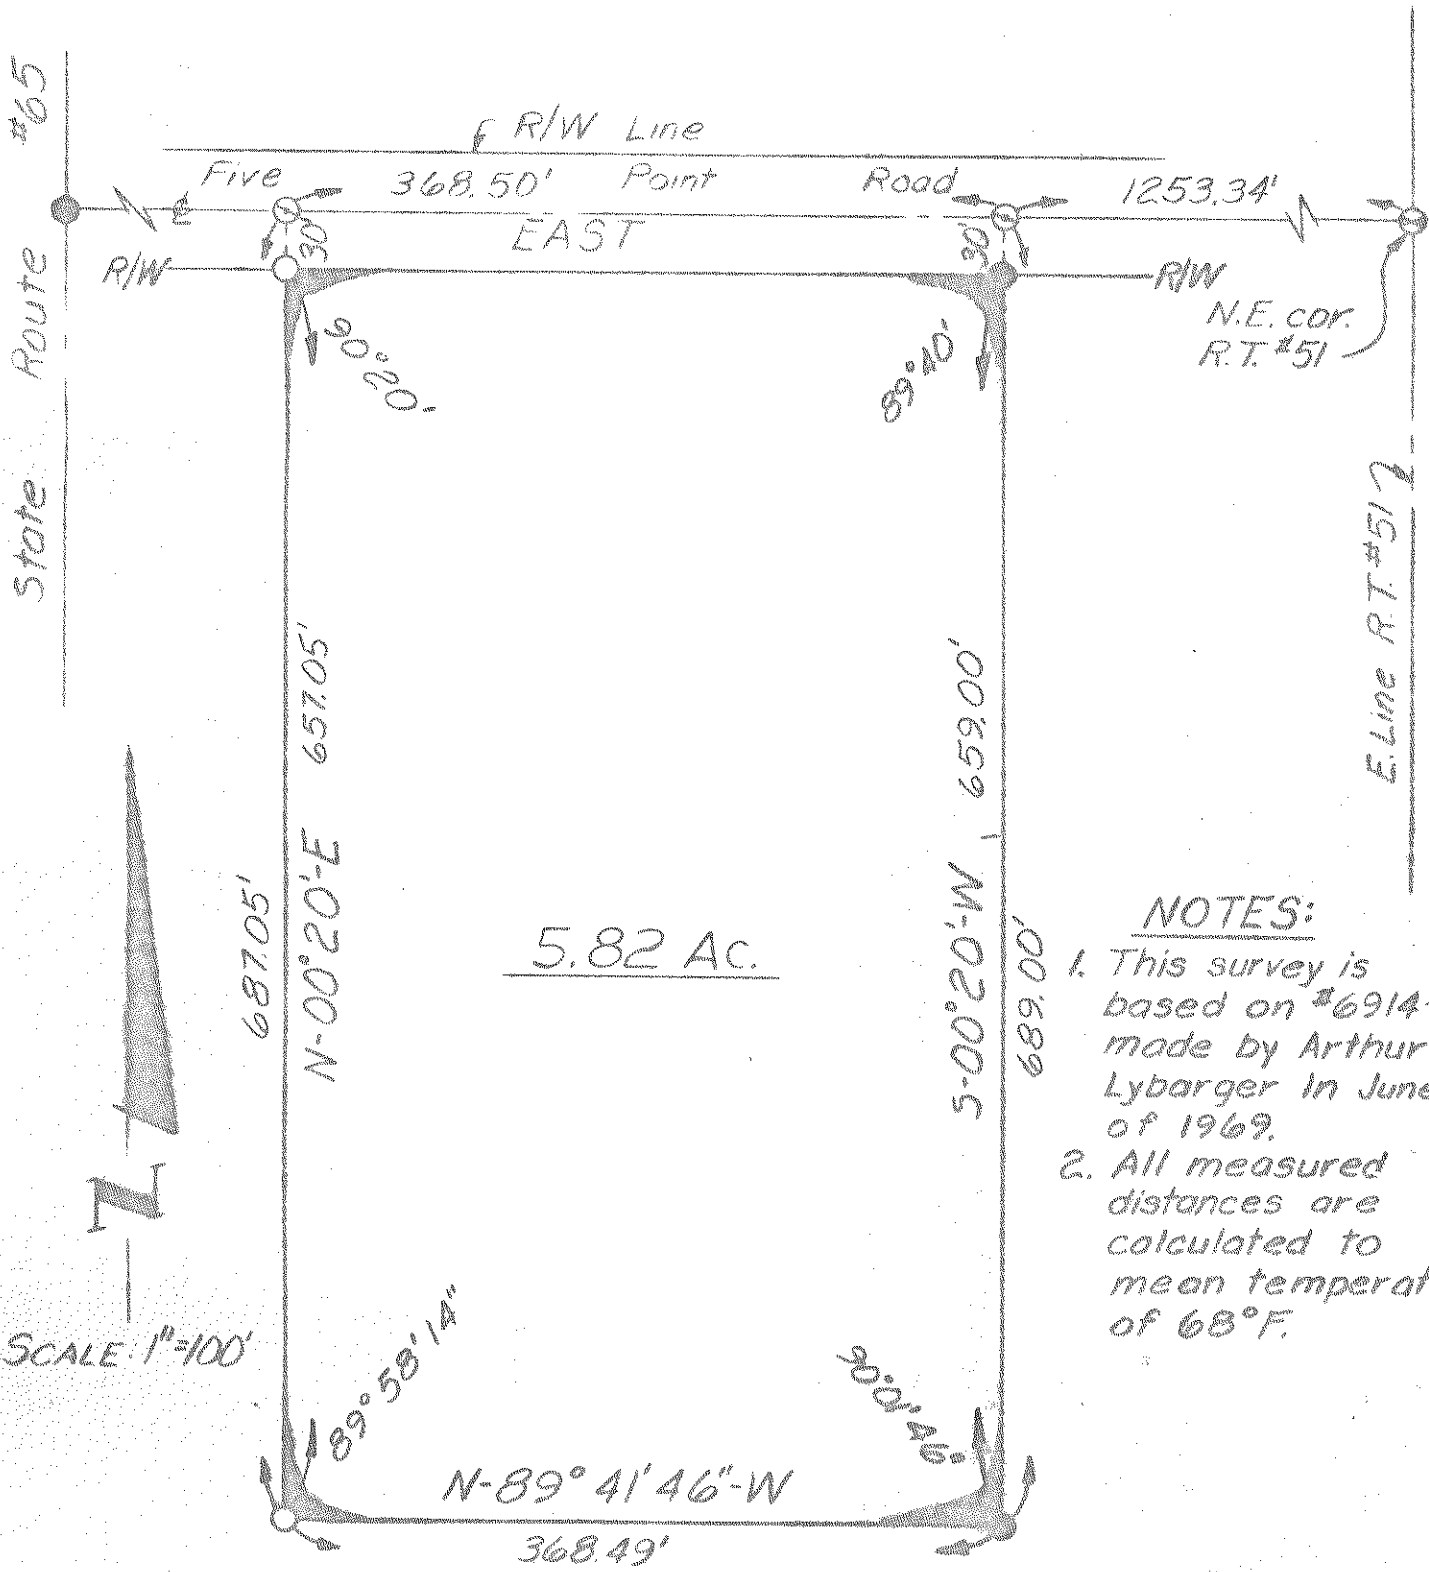 State Route #65
R/W Line
Five Point Road
368.50'
1253.34'
℄
EAST
30'
30'
R/W
R/W
N.E. cor.
R.T. #51
90°20'
89°40'
E. Line R.T. #51
657.05'
N-00°20'-E
687.05'
659.00'
S-00°20'-W
689.00'
5.82 Ac.
NOTES:
1. This survey is
based on #6914-
made by Arthur
Lybarger in June
of 1969.
2. All measured
distances are
calculated to
mean temperat
of 68°F.
SCALE: 1"=100'
89°58'14"
90°01'46"
N-89°41'46"-W
368.49'